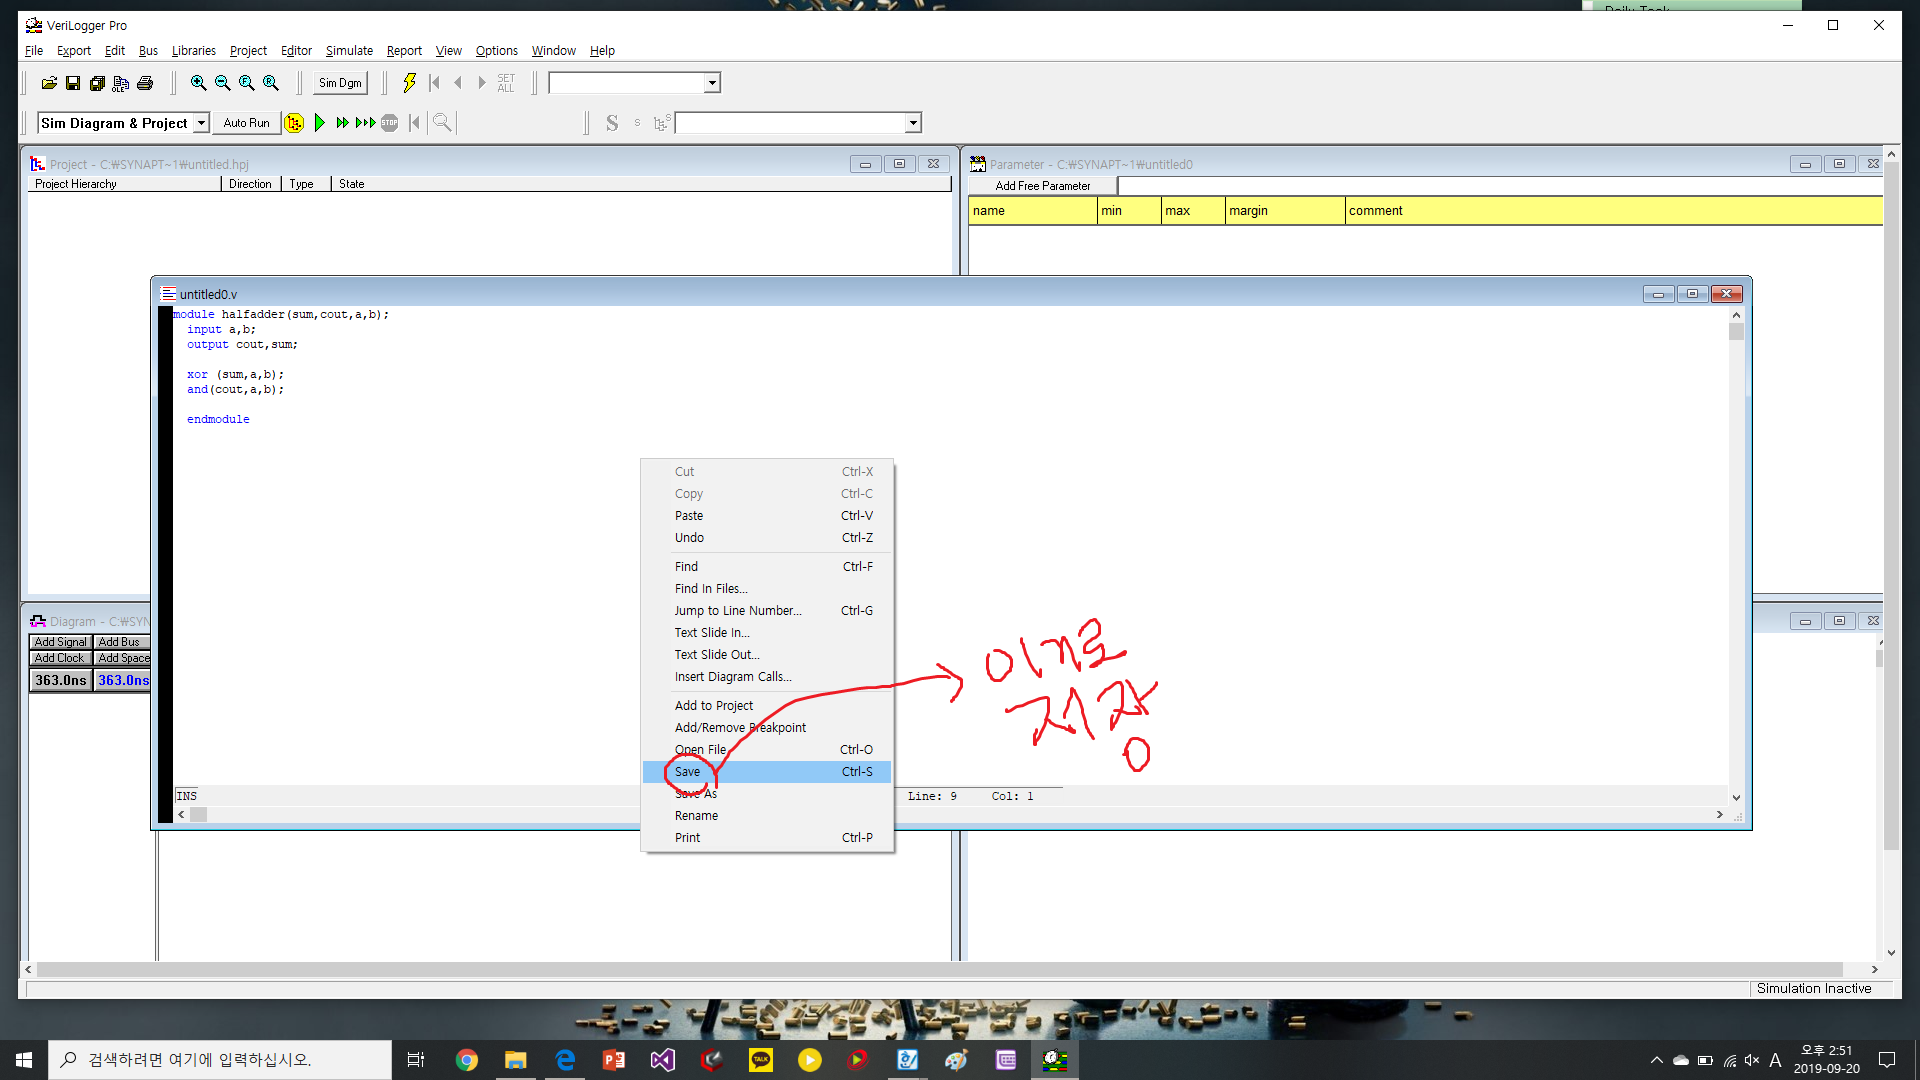 Daily Task
VeriLogger Pro
File Export Edit Bus Libraries Project Editor Simulate Report View Options Window Help
Sim Dgm SET ALL
Sim Diagram & Project Auto Run STOP S s
Project - C:₩SYNAPT~1₩untitled.hpj
Project Hierarchy Direction Type State
Parameter - C:₩SYNAPT~1₩untitled0
Add Free Parameter
name min max margin comment
untitled0.v
module halfadder(sum,cout,a,b);
input a,b;
output cout,sum;
xor (sum,a,b);
and(cout,a,b);
endmodule
Cut Ctrl-X
Copy Ctrl-C
Paste Ctrl-V
Undo Ctrl-Z
Find Ctrl-F
Find In Files...
Jump to Line Number... Ctrl-G
Text Slide In...
Text Slide Out...
Insert Diagram Calls...
Add to Project
Add/Remove Breakpoint
Open File Ctrl-O
Save Ctrl-S
Save As
Rename
Print Ctrl-P
이거로
저장
INS Line: 9 Col: 1
Diagram - C:₩SYN
Add Signal Add Bus
Add Clock Add Space
363.0ns 363.0ns
Simulation Inactive
검색하려면 여기에 입력하십시오.
TALK
A 오후 2:51
2019-09-20